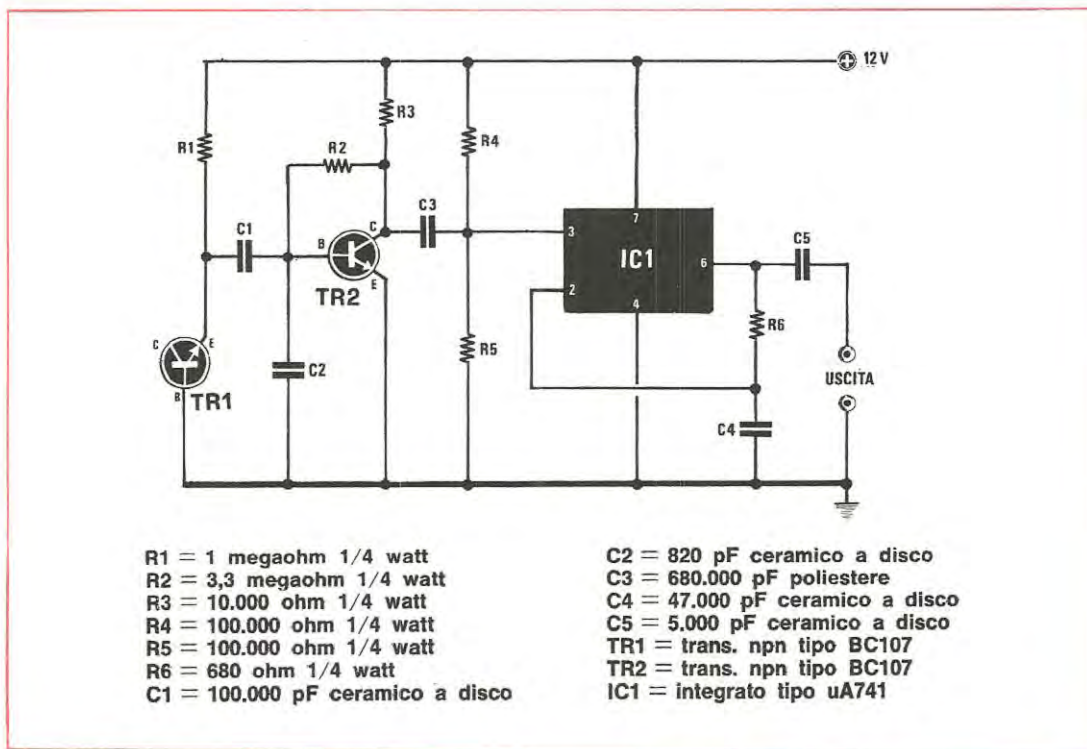 12 V
R3
R1
R4
R2
C3
C1
C
B
E
TR2
3
7
IC1
6
2
4
C5
R6
C
E
B
TR1
C2
R5
USCITA
C4
R1 = 1 megaohm 1/4 watt
R2 = 3,3 megaohm 1/4 watt
R3 = 10.000 ohm 1/4 watt
R4 = 100.000 ohm 1/4 watt
R5 = 100.000 ohm 1/4 watt
R6 = 680 ohm 1/4 watt
C1 = 100.000 pF ceramico a disco
C2 = 820 pF ceramico a disco
C3 = 680.000 pF poliestere
C4 = 47.000 pF ceramico a disco
C5 = 5.000 pF ceramico a disco
TR1 = trans. npn tipo BC107
TR2 = trans. npn tipo BC107
IC1 = integrato tipo uA741